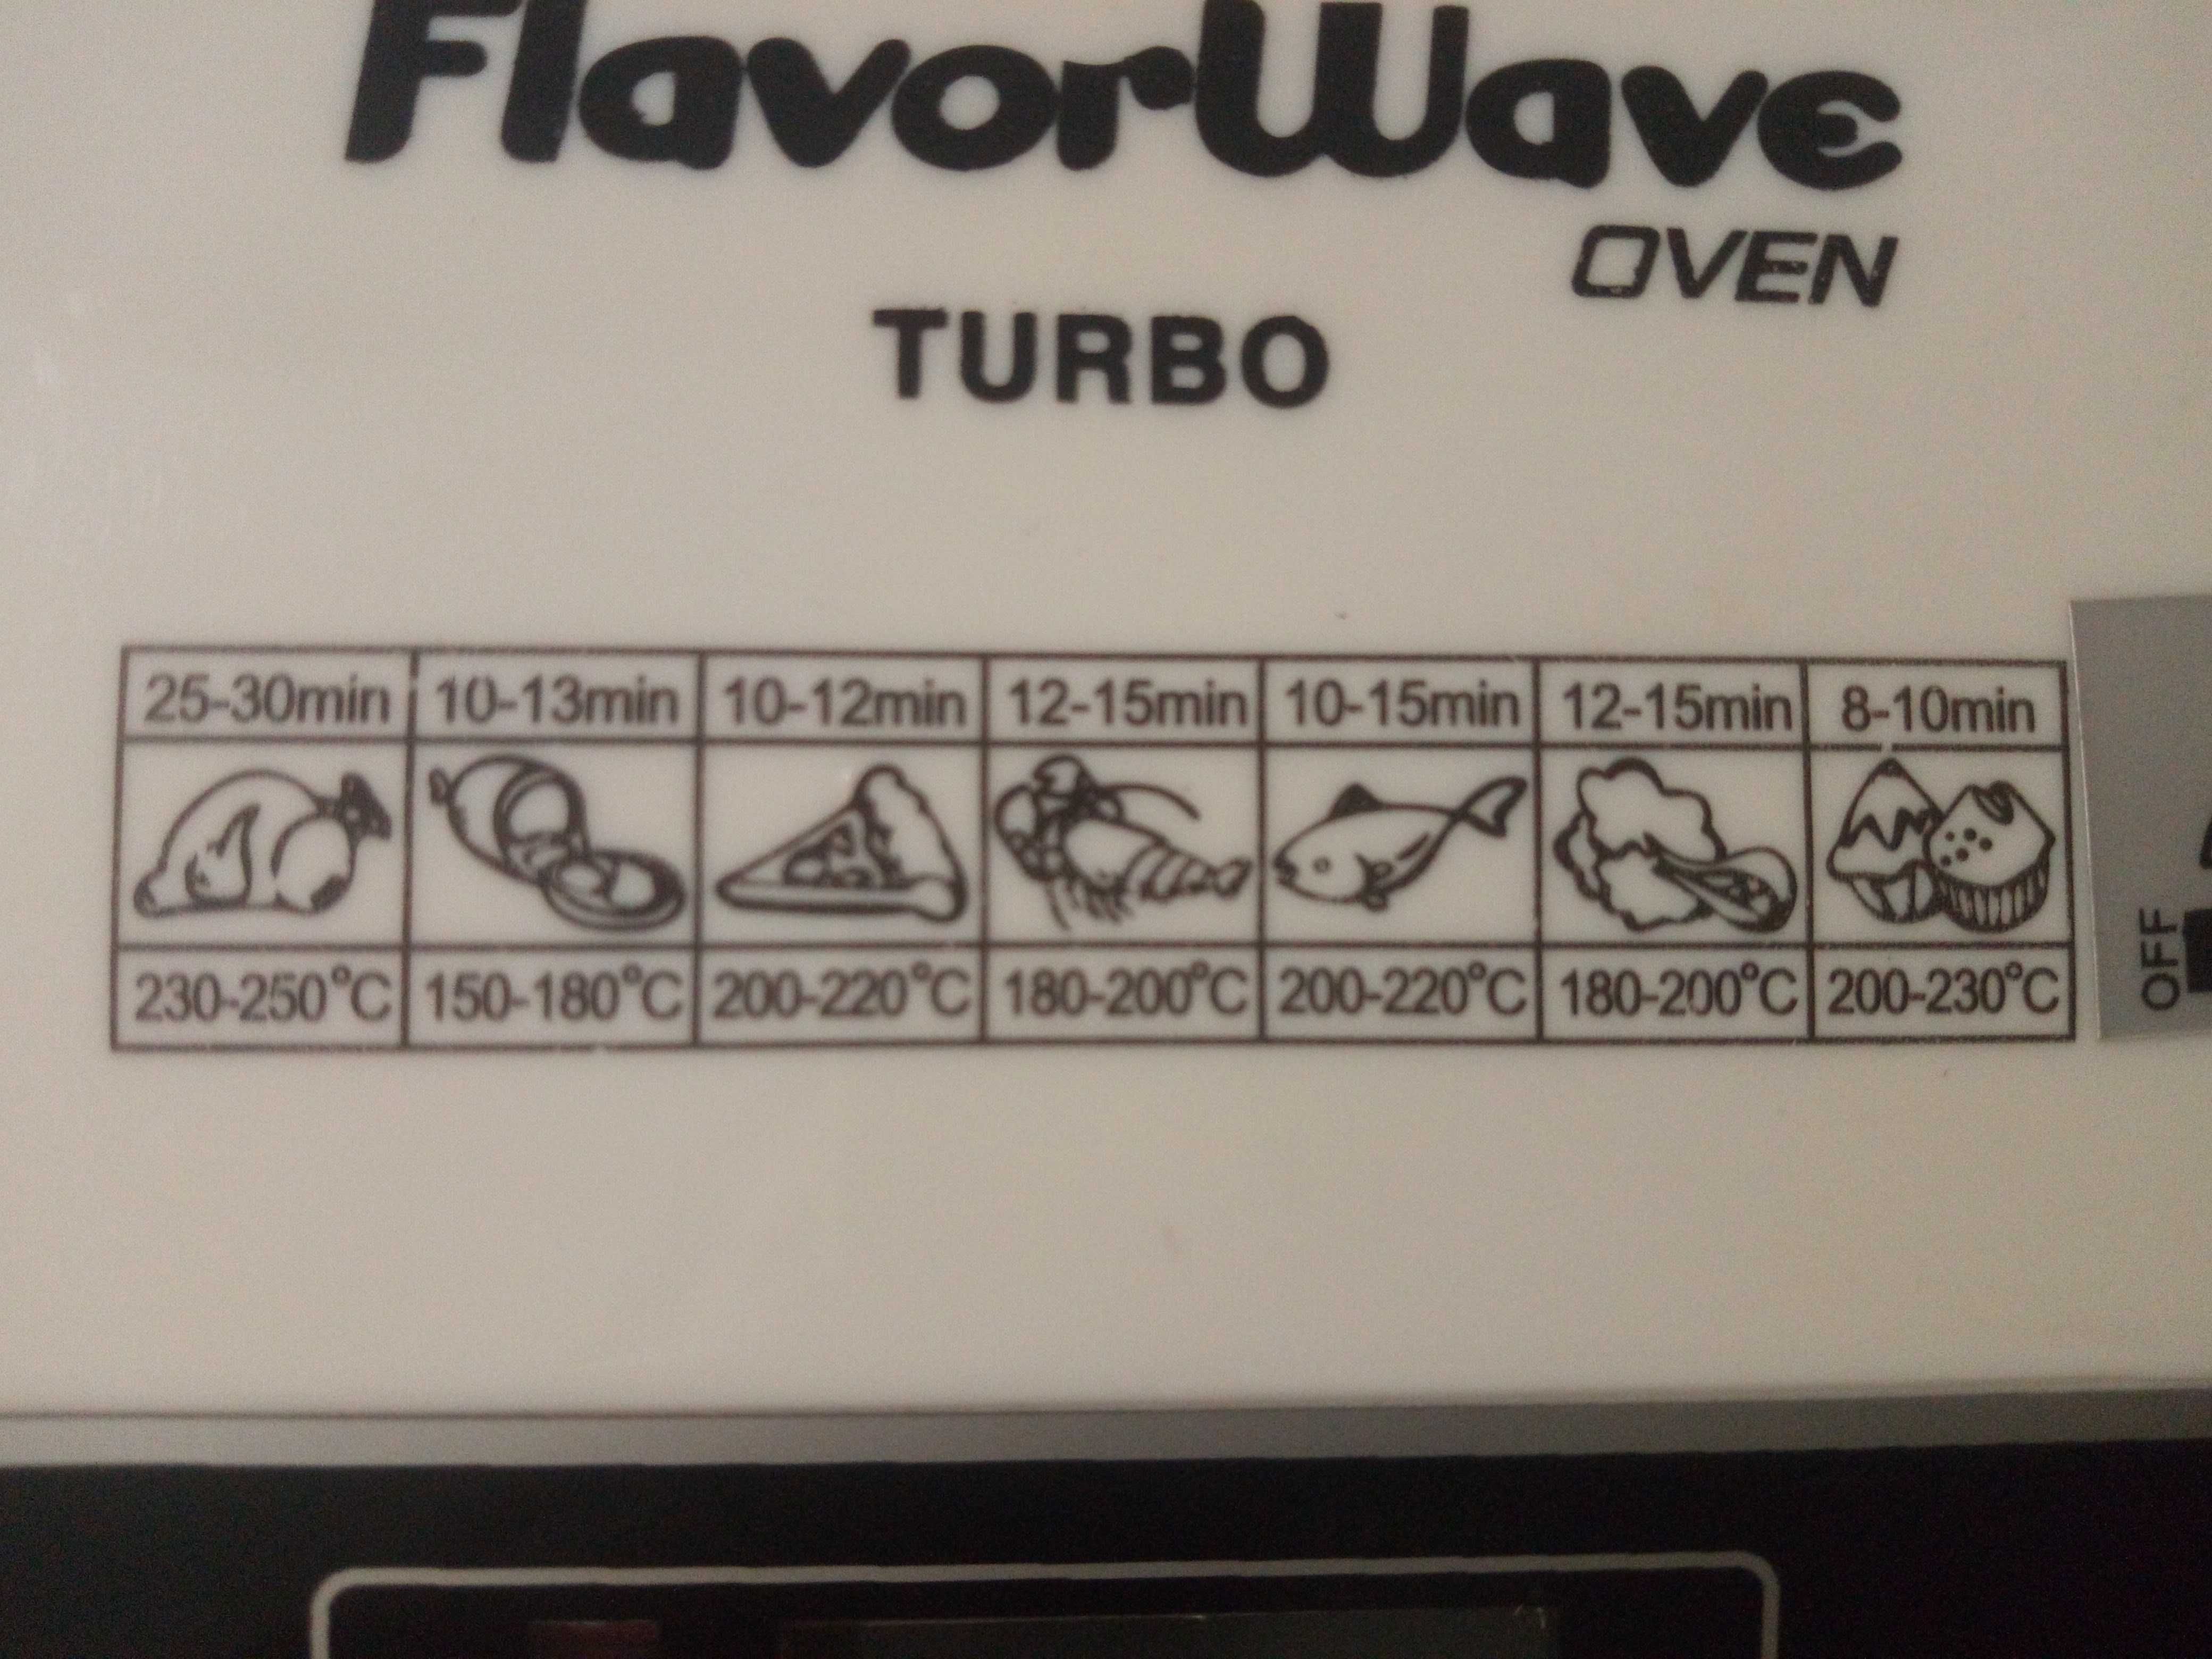 FlavorWave
OVEN
TURBO
25-30min 10-13min 10-12min 12-15min 10-15min 12-15min 8-10min
230-250°C 150-180°C 200-220°C 180-200°C 200-220°C 180-200°C 200-230°C
OFF